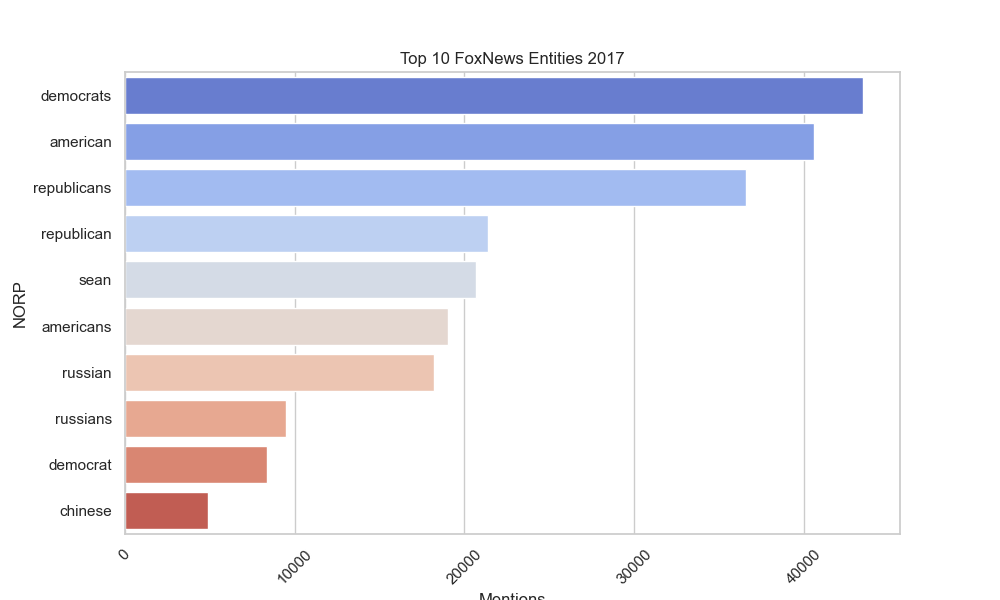 Top 10 FoxNews Entities 2017
NORP
democrats
american
republicans
republican
sean
americans
russian
russians
democrat
chinese
0
10000
20000
30000
40000
Mentions